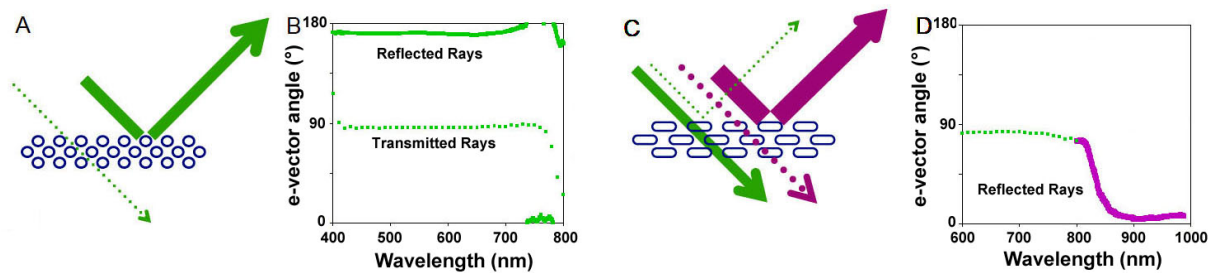 A
B
180
90
0
e-vector angle (°)
Reflected Rays
Transmitted Rays
400 500 600 700 800
Wavelength (nm)
C
D
180
90
0
e-vector angle (°)
Reflected Rays
600 700 800 900 1000
Wavelength (nm)